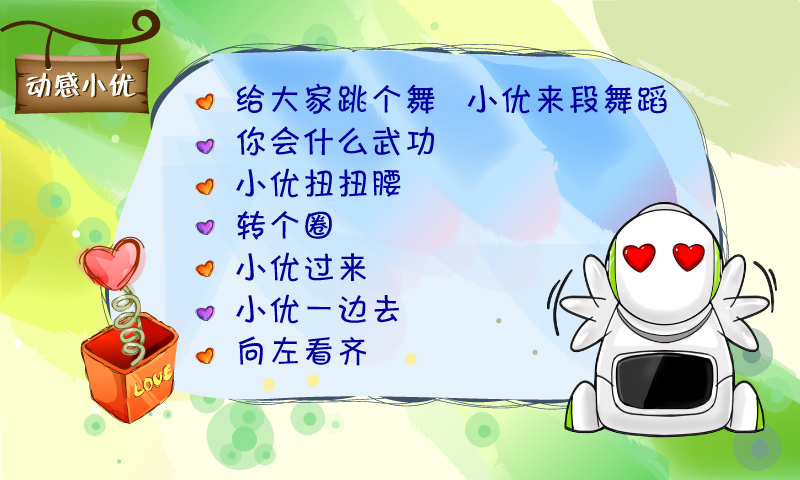 动感小优
给大家跳个舞 小优来段舞蹈
你会什么武功
小优扭扭腰
转个圈
小优过来
小优一边去
向左看齐
LOVE